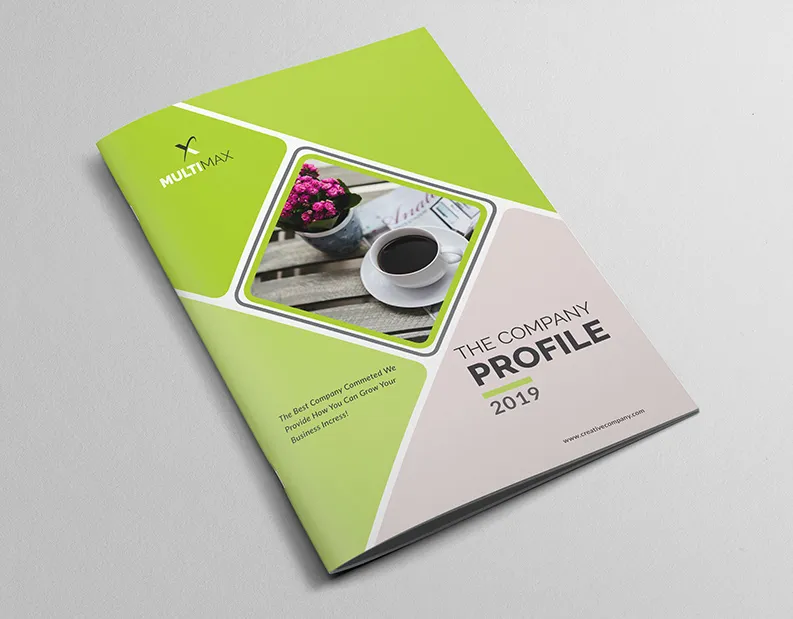 MULTIMAX
Anal
THE COMPANY
PROFILE
2019
The Best Company Commeted We
Provide How You Can Grow Your
Business Incress!
www.creativecompany.com